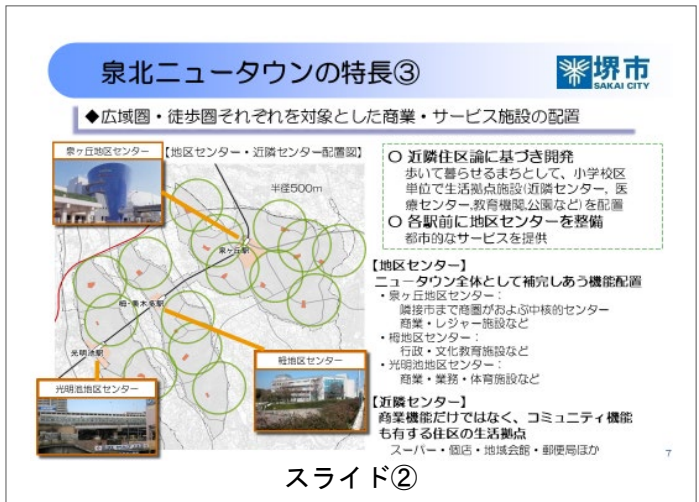 泉北ニュータウンの特長③
堺市
SAKAI CITY
◆広域圏・徒歩圏それぞれを対象とした商業・サービス施設の配置
泉ヶ丘地区センター
【地区センター・近隣センター配置図】
半径500m
泉ヶ丘駅
栂・美木多駅
光明池駅
栂地区センター
光明池地区センター
○ 近隣住区論に基づき開発
歩いて暮らせるまちとして、小学校区
単位で生活拠点施設(近隣センター, 医
療センター,教育機関,公園など)を配置
○ 各駅前に地区センターを整備
都市的なサービスを提供
【地区センター】
ニュータウン全体として補完しあう機能配置
・泉ヶ丘地区センター：
隣接市まで商圏がおよぶ中核的センター
商業・レジャー施設など
・栂地区センター：
行政・文化教育施設など
・光明池地区センター：
商業・業務・体育施設など
【近隣センター】
商業機能だけではなく、コミュニティ機能
も有する住区の生活拠点
スーパー・個店・地域会館・郵便局ほか
7
スライド②